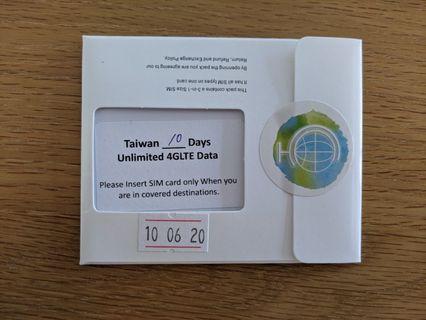 This pack contains a 3-in-1 Size SIM
It has all SIM types on one card.
By openning the pack you are agreeing to our
Return, Refund and Exchange Policy.
Taiwan 10 Days
Unlimited 4GLTE Data
Please Insert SIM card only When you
are in covered destinations.
10 06 20